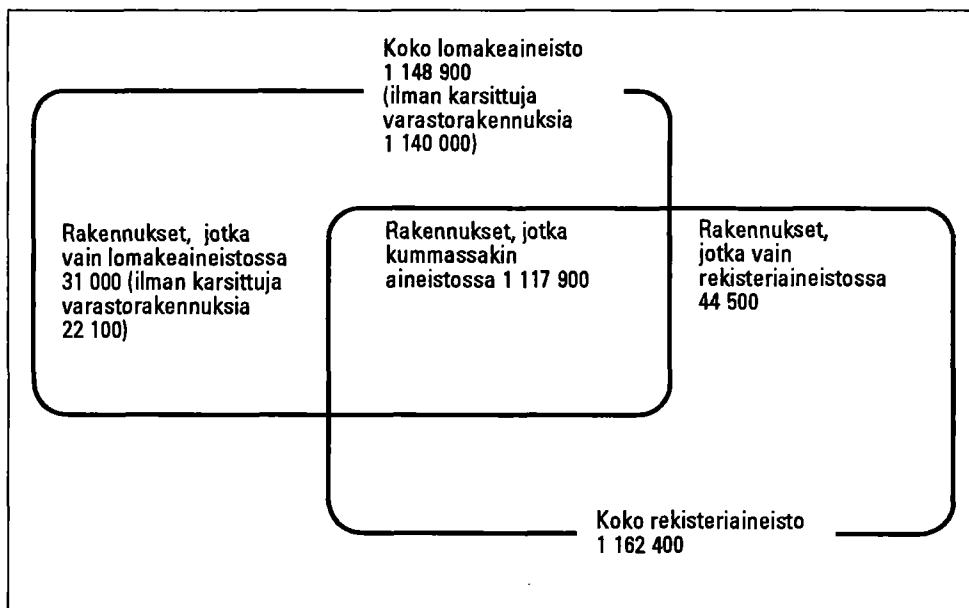 Koko lomakeaineisto
1 148 900
(ilman karsittuja
varastorakennuksia
1 140 000)
Rakennukset, jotka
vain lomakeaineistossa
31 000 (ilman karsittuja
varastorakennuksia
22 100)
Rakennukset, jotka
kummassakin
aineistossa 1 117 900
Rakennukset,
jotka vain
rekisteriaineistossa
44 500
Koko rekisteriaineisto
1 162 400